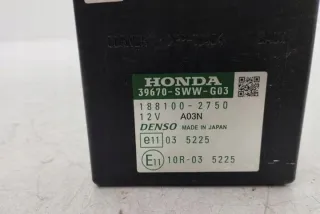 HONDA
39670-SWW-G03
188100-2750
12V A03N
DENSO MADE IN JAPAN
e11 03 5225
E11 10R-03 5225